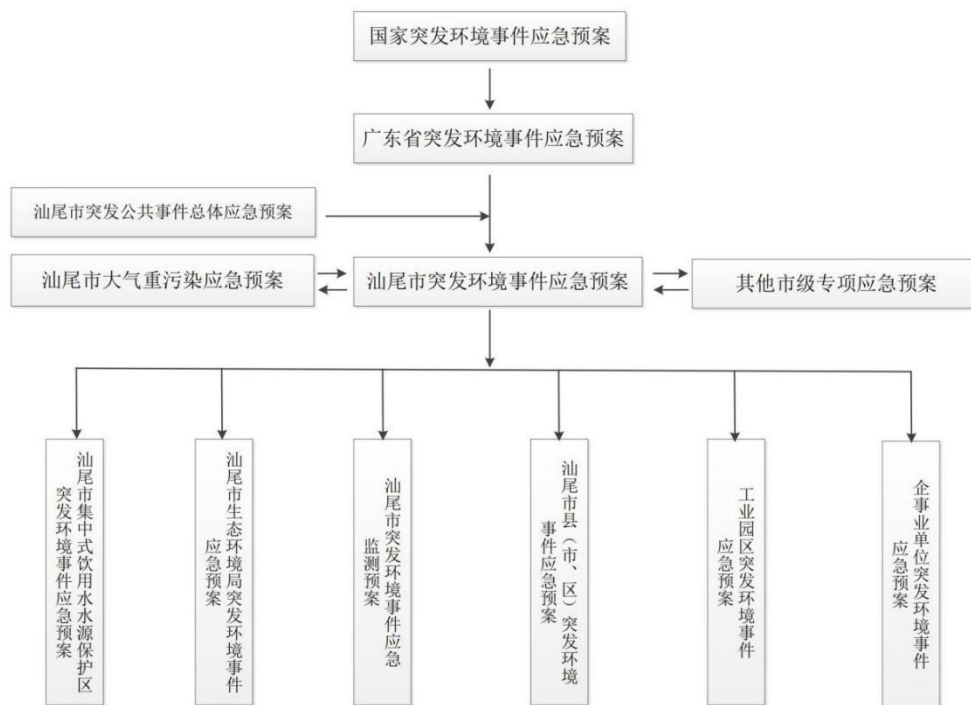 国家突发环境事件应急预案
广东省突发环境事件应急预案
汕尾市突发公共事件总体应急预案
汕尾市大气重污染应急预案
汕尾市突发环境事件应急预案
其他市级专项应急预案
汕尾市集中式饮用水水源保护区
突发环境事件应急预案
汕尾市生态环境局突发环境事件
应急预案
汕尾市突发环境事件应急
监测预案
汕尾市县（市、区）突发环境
事件应急预案
工业园区突发环境事件
应急预案
企事业单位突发环境事件
应急预案